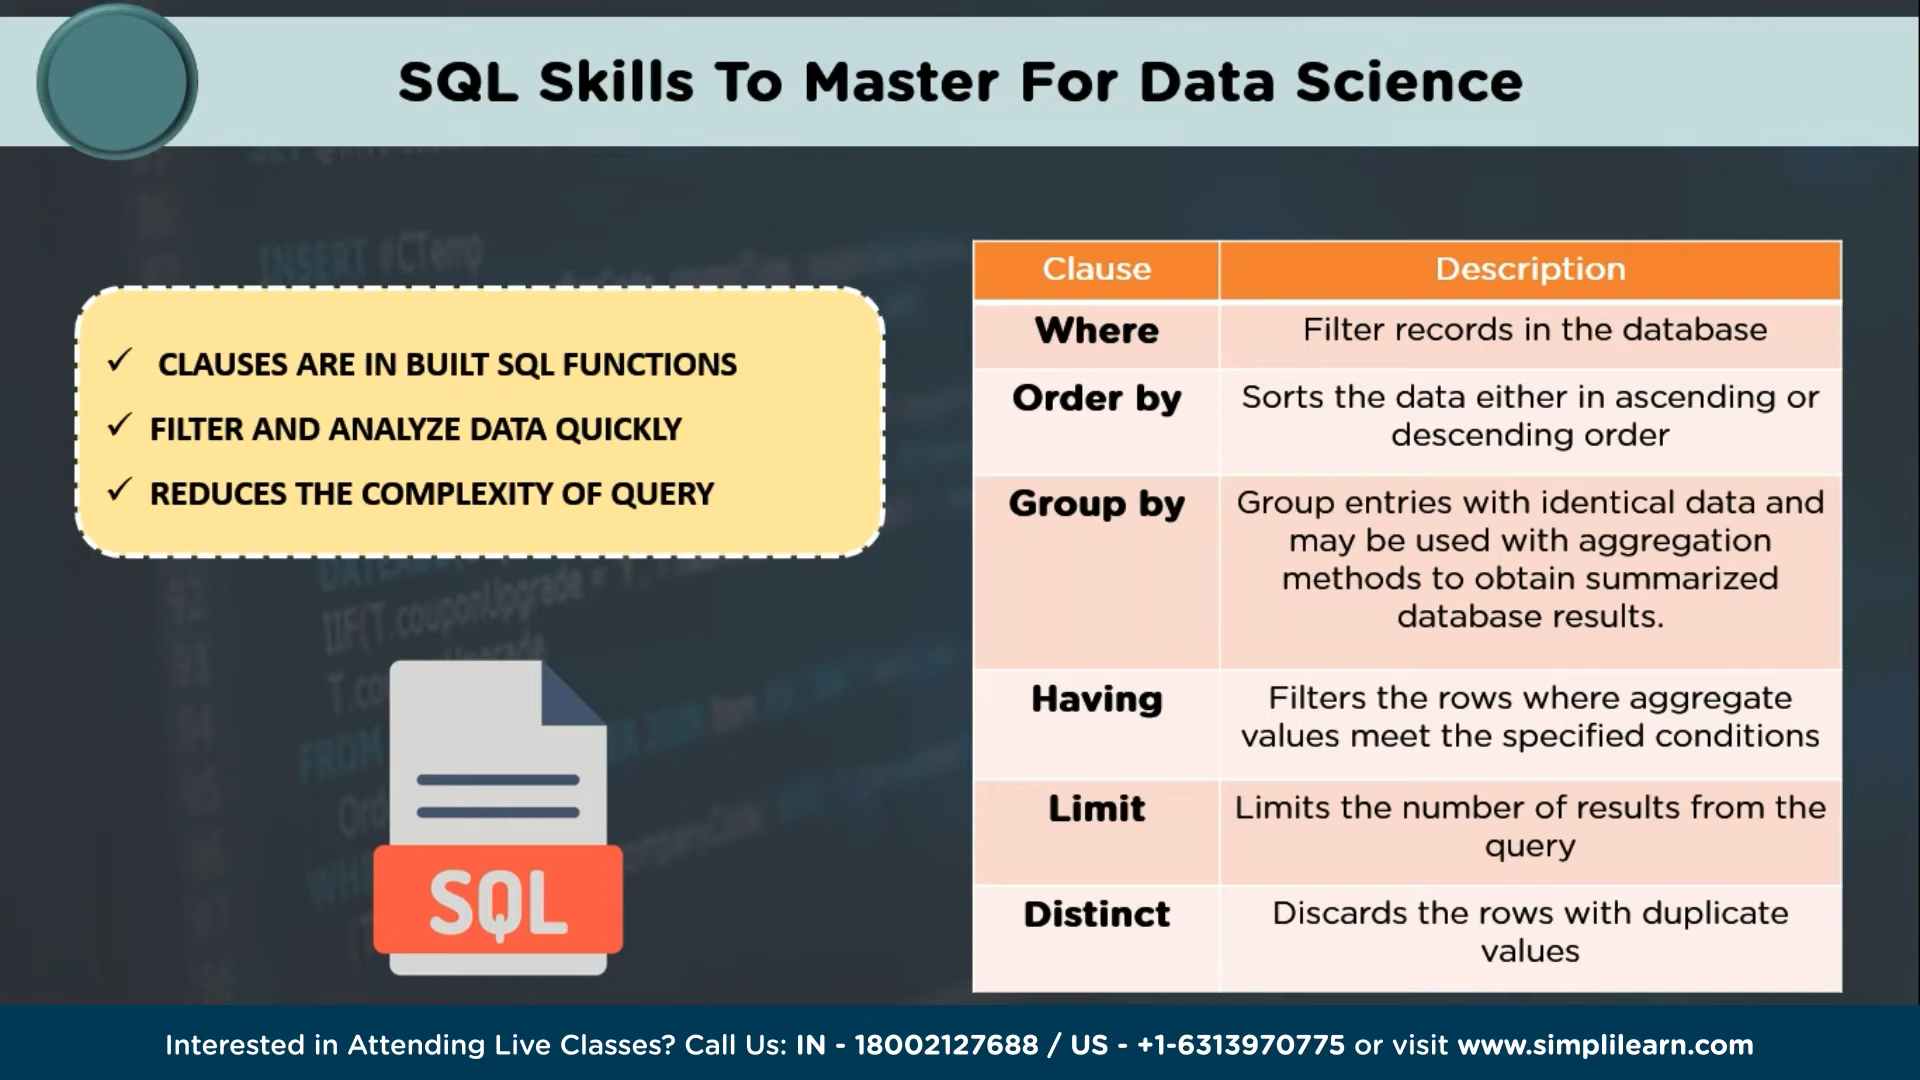 SQL Skills To Master For Data Science
INSERT #CTemp
✓ CLAUSES ARE IN BUILT SQL FUNCTIONS
✓ FILTER AND ANALYZE DATA QUICKLY
✓ REDUCES THE COMPLEXITY OF QUERY
IIF(T.couponUpgrade =
FROM
SQL
Clause Description
Where Filter records in the database
Order by Sorts the data either in ascending or
descending order
Group by Group entries with identical data and
may be used with aggregation
methods to obtain summarized
database results.
Having Filters the rows where aggregate
values meet the specified conditions
Limit Limits the number of results from the
query
Distinct Discards the rows with duplicate
values
Interested in Attending Live Classes? Call Us: IN - 18002127688 / US - +1-6313970775 or visit www.simplilearn.com